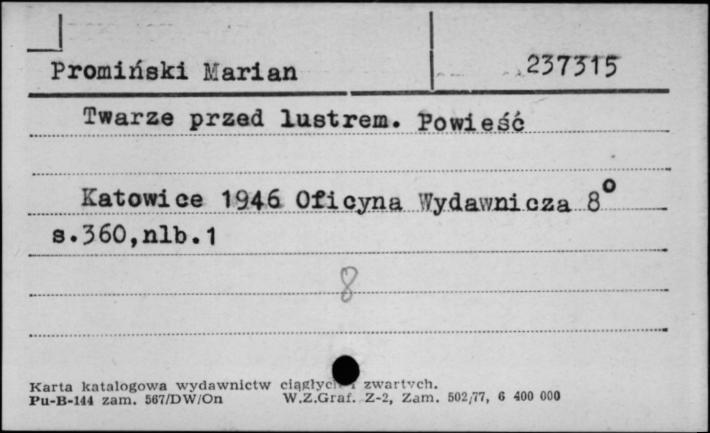 Promiński Marian 237315
Twarze przed lustrem. Powieść
Katowice 1946 Oficyna Wydawnicza 8°
s.360,nlb.1
8
Karta katalogowa wydawnictw ciągłych i zwartych.
Pu-B-144 zam. 567/DW/On W.Z.Graf. Z-2, Zam. 502/77, 6 400 000